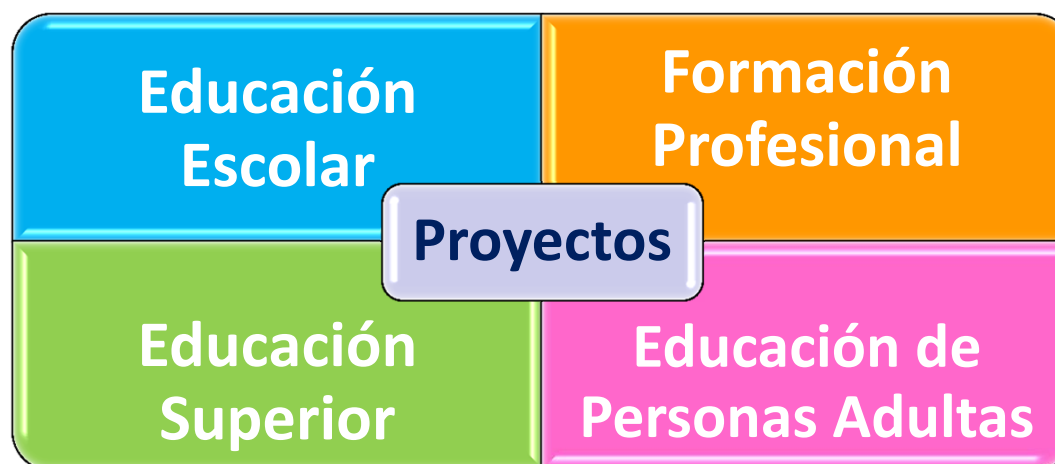 Educación
Escolar
Formación
Profesional
Proyectos
Educación
Superior
Educación de
Personas Adultas